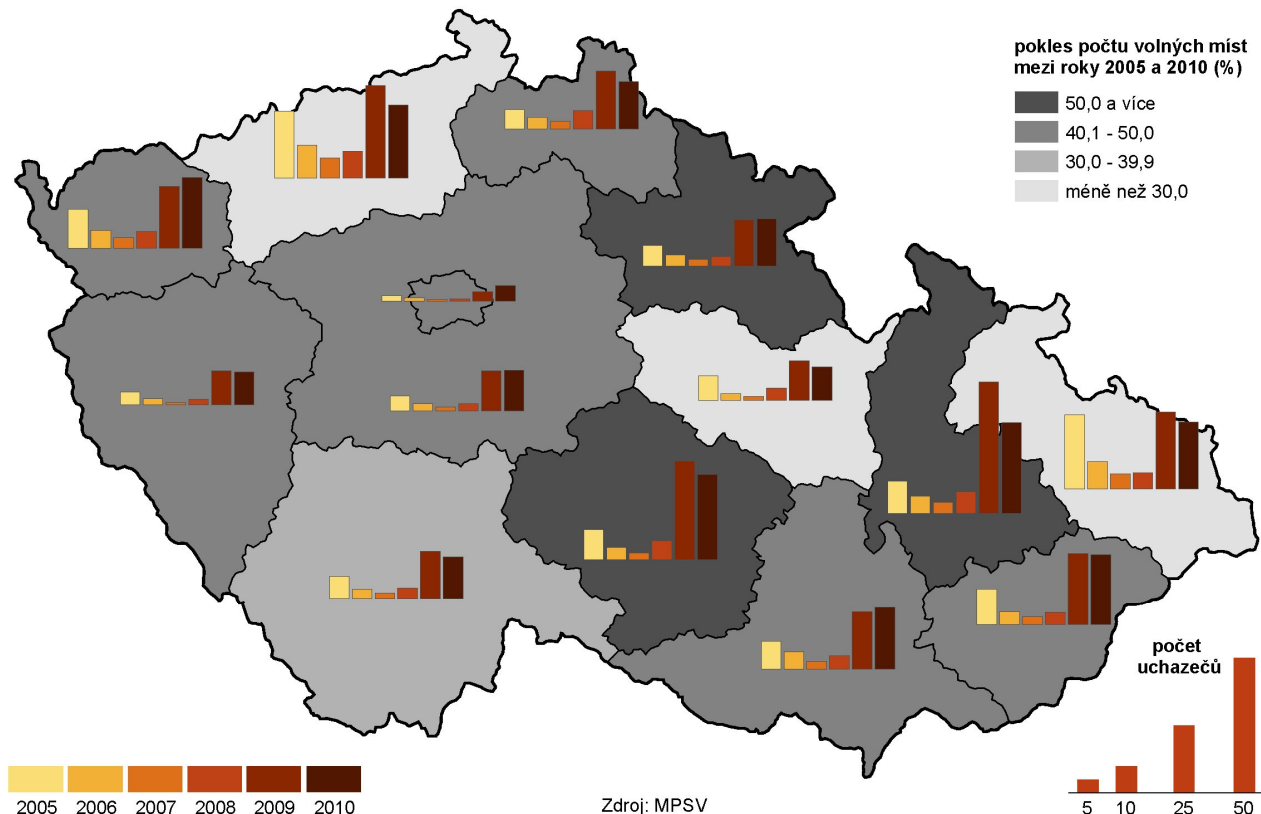 pokles počtu volných míst
mezi roky 2005 a 2010 (%)
50,0 a více
40,1 - 50,0
30,0 - 39,9
méně než 30,0
počet
uchazečů
5 10 25 50
2005 2006 2007 2008 2009 2010
Zdroj: MPSV